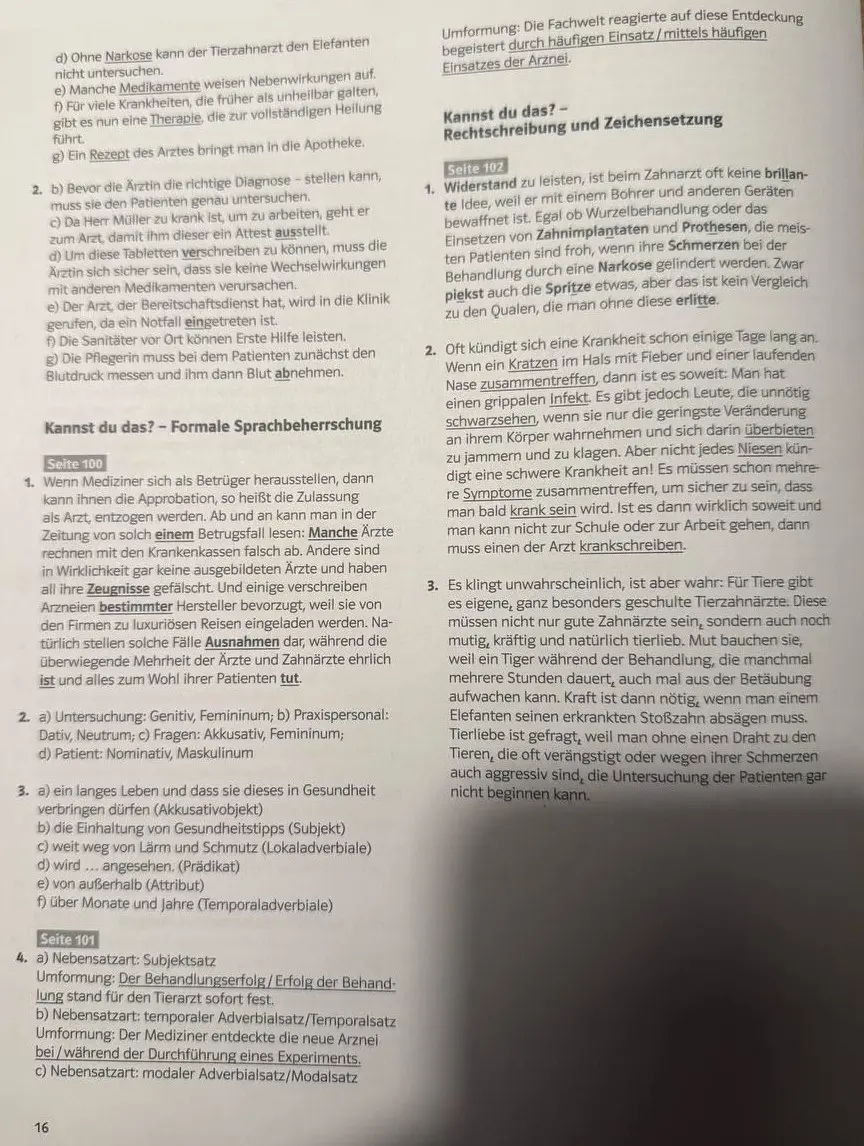 d) Ohne Narkose kann der Tierzahnarzt den Elefanten
nicht untersuchen.
e) Manche Medikamente weisen Nebenwirkungen auf.
f) Für viele Krankheiten, die früher als unheilbar galten,
gibt es nun eine Therapie, die zur vollständigen Heilung
führt.
g) Ein Rezept des Arztes bringt man in die Apotheke.
2. b) Bevor die Ärztin die richtige Diagnose – stellen kann,
muss sie den Patienten genau untersuchen.
c) Da Herr Müller zu krank ist, um zu arbeiten, geht er
zum Arzt, damit ihm dieser ein Attest ausstellt.
d) Um diese Tabletten verschreiben zu können, muss die
Ärztin sich sicher sein, dass sie keine Wechselwirkungen
mit anderen Medikamenten verursachen.
e) Der Arzt, der Bereitschaftsdienst hat, wird in die Klinik
gerufen, da ein Notfall eingetreten ist.
f) Die Sanitäter vor Ort können Erste Hilfe leisten.
g) Die Pflegerin muss bei dem Patienten zunächst den
Blutdruck messen und ihm dann Blut abnehmen.
Kannst du das? – Formale Sprachbeherrschung
Seite 100
1. Wenn Mediziner sich als Betrüger herausstellen, dann
kann ihnen die Approbation, so heißt die Zulassung
als Arzt, entzogen werden. Ab und an kann man in der
Zeitung von solch einem Betrugsfall lesen: Manche Ärzte
rechnen mit den Krankenkassen falsch ab. Andere sind
in Wirklichkeit gar keine ausgebildeten Ärzte und haben
all ihre Zeugnisse gefälscht. Und einige verschreiben
Arzneien bestimmter Hersteller bevorzugt, weil sie von
den Firmen zu luxuriösen Reisen eingeladen werden. Na-
türlich stellen solche Fälle Ausnahmen dar, während die
überwiegende Mehrheit der Ärzte und Zahnärzte ehrlich
ist und alles zum Wohl ihrer Patienten tut.
2. a) Untersuchung: Genitiv, Femininum; b) Praxispersonal:
Dativ, Neutrum; c) Fragen: Akkusativ, Femininum;
d) Patient: Nominativ, Maskulinum
3. a) ein langes Leben und dass sie dieses in Gesundheit
verbringen dürfen (Akkusativobjekt)
b) die Einhaltung von Gesundheitstipps (Subjekt)
c) weit weg von Lärm und Schmutz (Lokaladverbiale)
d) wird ... angesehen. (Prädikat)
e) von außerhalb (Attribut)
f) über Monate und Jahre (Temporaladverbiale)
Seite 101
4. a) Nebensatzart: Subjektsatz
Umformung: Der Behandlungserfolg / Erfolg der Behand-
lung stand für den Tierarzt sofort fest.
b) Nebensatzart: temporaler Adverbialsatz/Temporalsatz
Umformung: Der Mediziner entdeckte die neue Arznei
bei / während der Durchführung eines Experiments.
c) Nebensatzart: modaler Adverbialsatz/Modalsatz
16
Umformung: Die Fachwelt reagierte auf diese Entdeckung
begeistert durch häufigen Einsatz / mittels häufigen
Einsatzes der Arznei.
Kannst du das? –
Rechtschreibung und Zeichensetzung
Seite 102
1. Widerstand zu leisten, ist beim Zahnarzt oft keine brillan-
te Idee, weil er mit einem Bohrer und anderen Geräten
bewaffnet ist. Egal ob Wurzelbehandlung oder das
Einsetzen von Zahnimplantaten und Prothesen, die meis-
ten Patienten sind froh, wenn ihre Schmerzen bei der
Behandlung durch eine Narkose gelindert werden. Zwar
piekst auch die Spritze etwas, aber das ist kein Vergleich
zu den Qualen, die man ohne diese erlitte.
2. Oft kündigt sich eine Krankheit schon einige Tage lang an.
Wenn ein Kratzen im Hals mit Fieber und einer laufenden
Nase zusammentreffen, dann ist es soweit: Man hat
einen grippalen Infekt. Es gibt jedoch Leute, die unnötig
schwarzsehen, wenn sie nur die geringste Veränderung
an ihrem Körper wahrnehmen und sich darin überbieten
zu jammern und zu klagen. Aber nicht jedes Niesen kün-
digt eine schwere Krankheit an! Es müssen schon mehre-
re Symptome zusammentreffen, um sicher zu sein, dass
man bald krank sein wird. Ist es dann wirklich soweit und
man kann nicht zur Schule oder zur Arbeit gehen, dann
muss einen der Arzt krankschreiben.
3. Es klingt unwahrscheinlich, ist aber wahr: Für Tiere gibt
es eigene, ganz besonders geschulte Tierzahnärzte. Diese
müssen nicht nur gute Zahnärzte sein, sondern auch noch
mutig, kräftig und natürlich tierlieb. Mut bauchen sie,
weil ein Tiger während der Behandlung, die manchmal
mehrere Stunden dauert, auch mal aus der Betäubung
aufwachen kann. Kraft ist dann nötig, wenn man einem
Elefanten seinen erkrankten Stoßzahn absägen muss.
Tierliebe ist gefragt, weil man ohne einen Draht zu den
Tieren, die oft verängstigt oder wegen ihrer Schmerzen
auch aggressiv sind, die Untersuchung der Patienten gar
nicht beginnen kann.